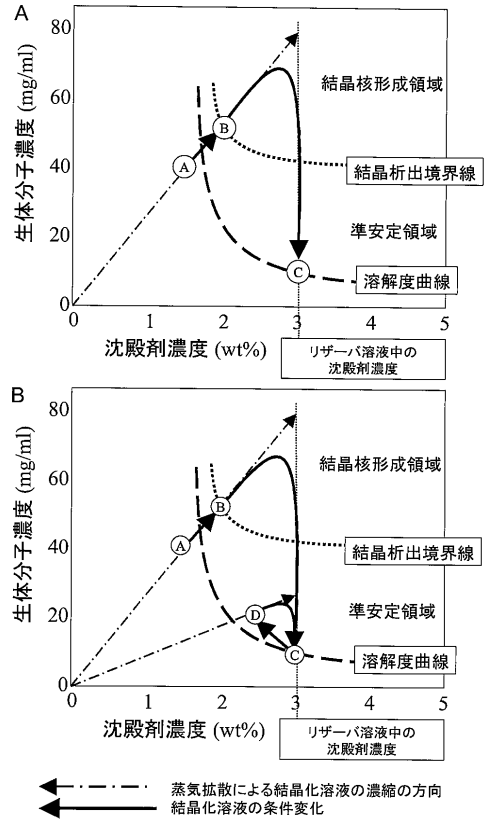 A
生体分子濃度 (mg/ml)
80
60
40
20
0
結晶核形成領域
B
A
結晶析出境界線
準安定領域
C
溶解度曲線
0 1 2 3 4 5
沈殿剤濃度 (wt%)
リザーバ溶液中の
沈殿剤濃度
B
生体分子濃度 (mg/ml)
80
60
40
20
0
結晶核形成領域
B
A
結晶析出境界線
準安定領域
D
C
溶解度曲線
0 1 2 3 4 5
沈殿剤濃度 (wt%)
リザーバ溶液中の
沈殿剤濃度
蒸気拡散による結晶化溶液の濃縮の方向
結晶化溶液の条件変化